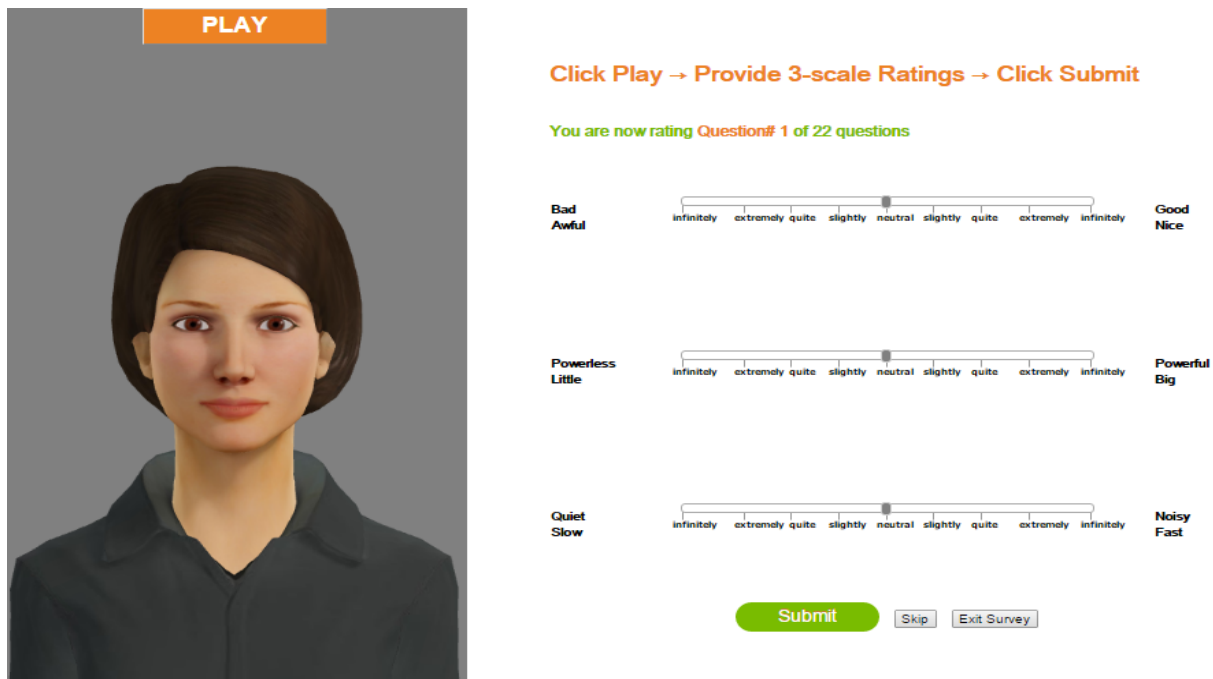 PLAY
Click Play → Provide 3-scale Ratings → Click Submit
You are now rating Question# 1 of 22 questions
Bad
Awful
infinitely extremely quite slightly neutral slightly quite extremely infinitely
Good
Nice
Powerless
Little
infinitely extremely quite slightly neutral slightly quite extremely infinitely
Powerful
Big
Quiet
Slow
infinitely extremely quite slightly neutral slightly quite extremely infinitely
Noisy
Fast
Submit Skip Exit Survey